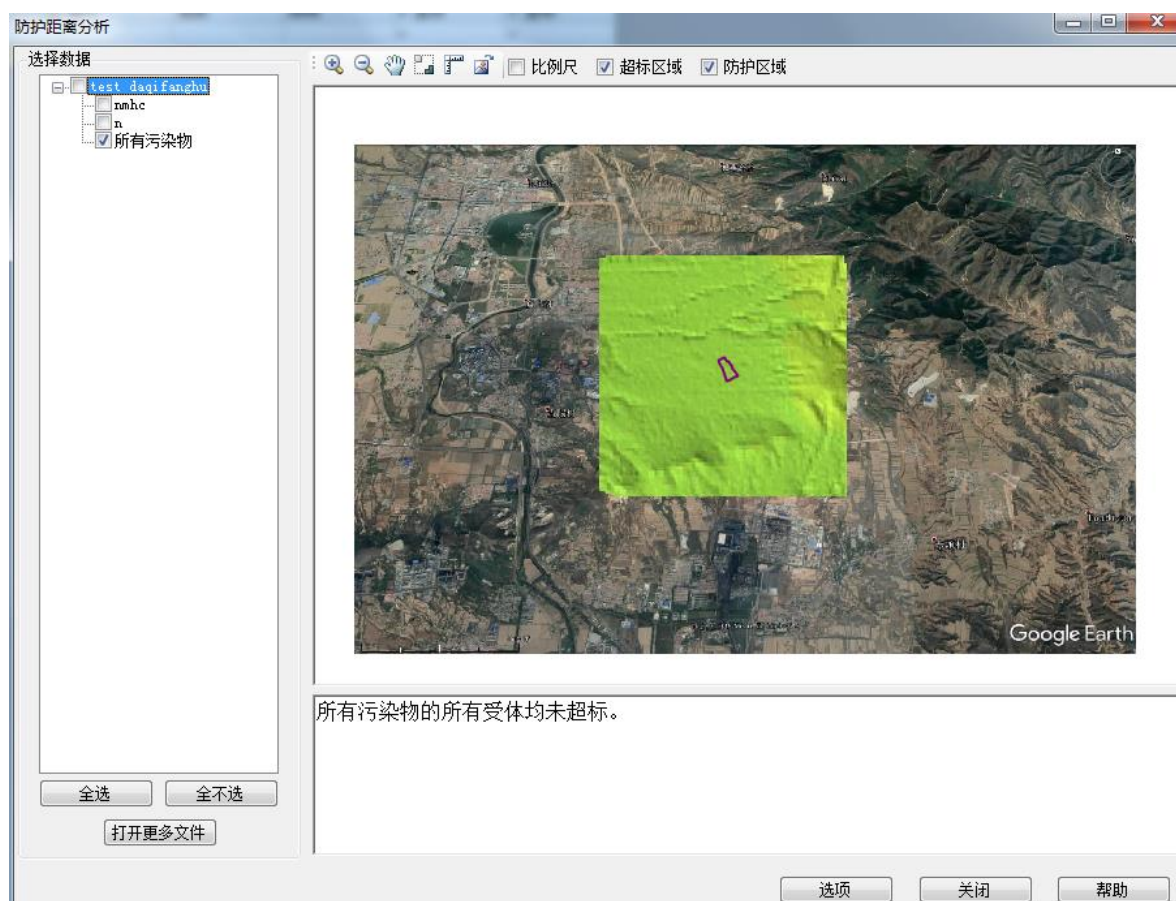 防护距离分析
选择数据
test daqifanghu
nmhc
n
所有污染物
比例尺
超标区域
防护区域
Google Earth
所有污染物的所有受体均未超标。
全选
全不选
打开更多文件
选项
关闭
帮助